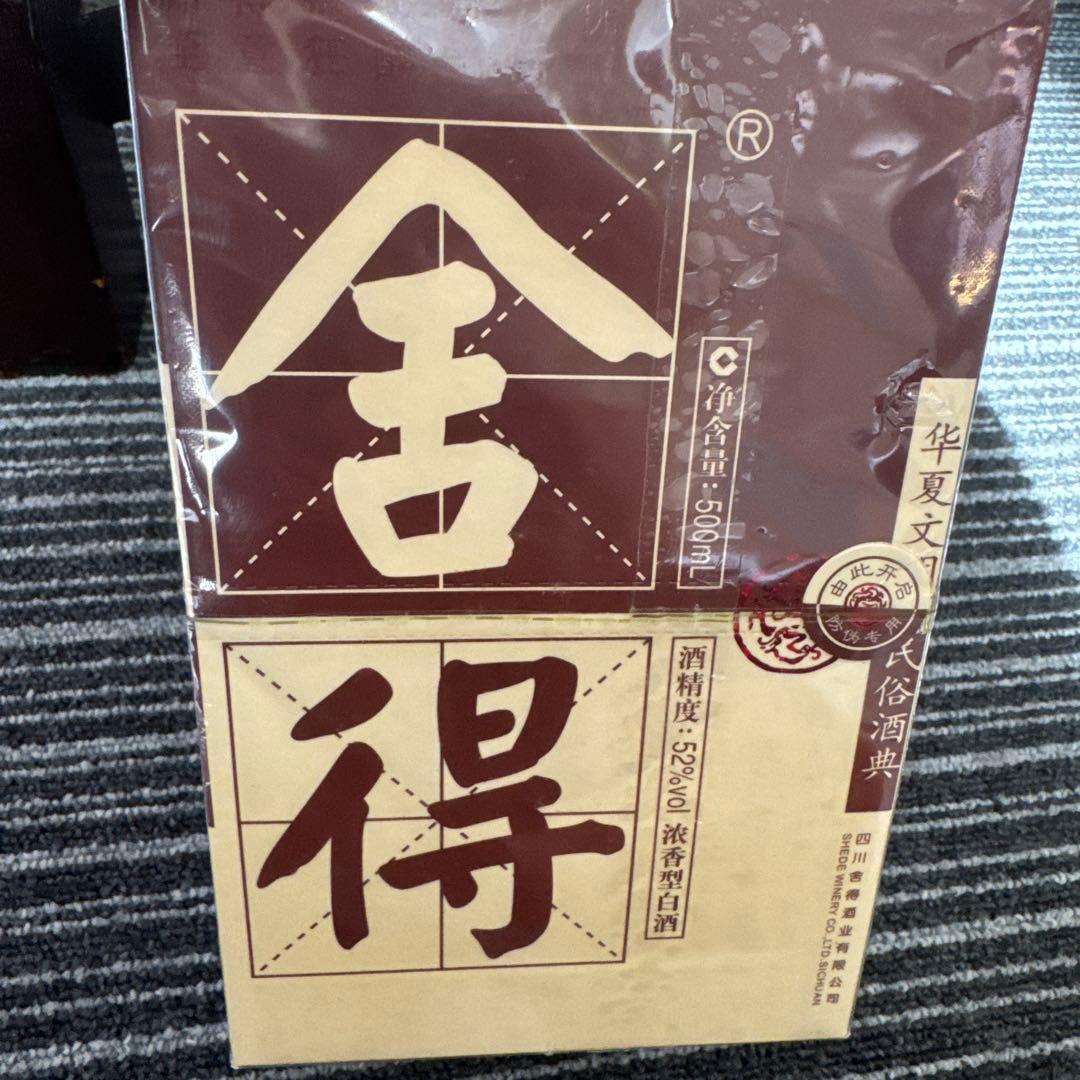 舍
®
净含量:500mL
得
酒精度:52%vol 浓香型白酒
华夏文
由此开启
防伪专用
民俗酒典
四川舍得酒业有限公司
SHEDE WINERY CO.,LTD.SICHUAN